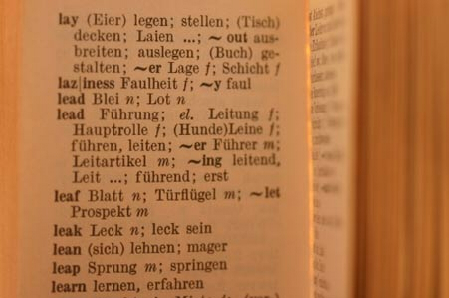 lay (Eier) legen; stellen; (Tisch)
decken; Laien ...; ~ out aus-
breiten; auslegen; (Buch) ge-
stalten; ~er Lage f; Schicht f
laz|iness Faulheit f; ~y faul
lead Blei n; Lot n
lead Führung; el. Leitung f;
Hauptrolle f; (Hunde)Leine f;
führen, leiten; ~er Führer m;
Leitartikel m; ~ing leitend,
Leit ...; führend; erst
leaf Blatt n; Türflügel m; ~let
Prospekt m
leak Leck n; leck sein
lean (sich) lehnen; mager
leap Sprung m; springen
learn lernen, erfahren